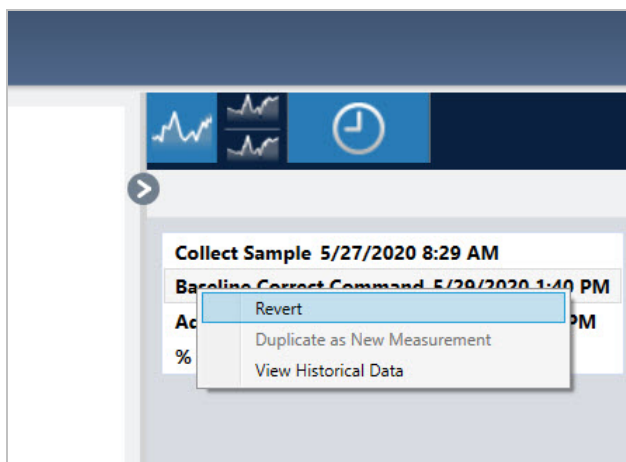 Collect Sample 5/27/2020 8:29 AM
Baseline Correct Command 5/29/2020 1:40 PM
Revert
PM
Duplicate as New Measurement
%
View Historical Data